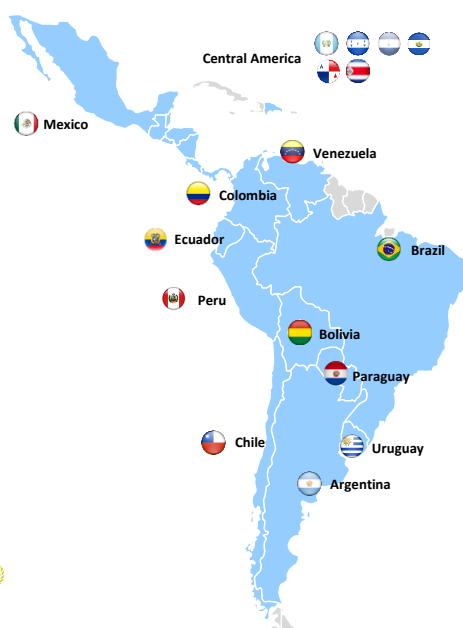 Central America
Mexico
Venezuela
Colombia
Ecuador
Brazil
Peru
Bolivia
Paraguay
Chile
Uruguay
Argentina